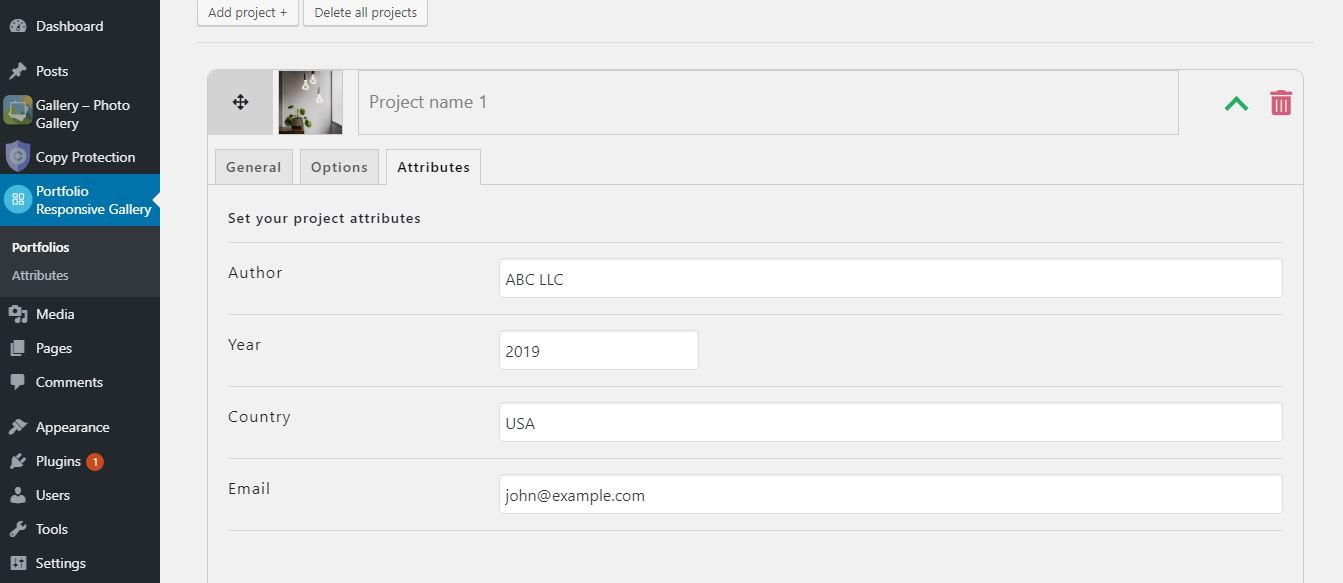 Add project +
Delete all projects
Dashboard
Posts
Gallery – Photo
Gallery
Copy Protection
Portfolio
Responsive Gallery
Portfolios
Attributes
Media
Pages
Comments
Appearance
Plugins 1
Users
Tools
Settings
Project name 1
General
Options
Attributes
Set your project attributes
Author
ABC LLC
Year
2019
Country
USA
Email
john@example.com